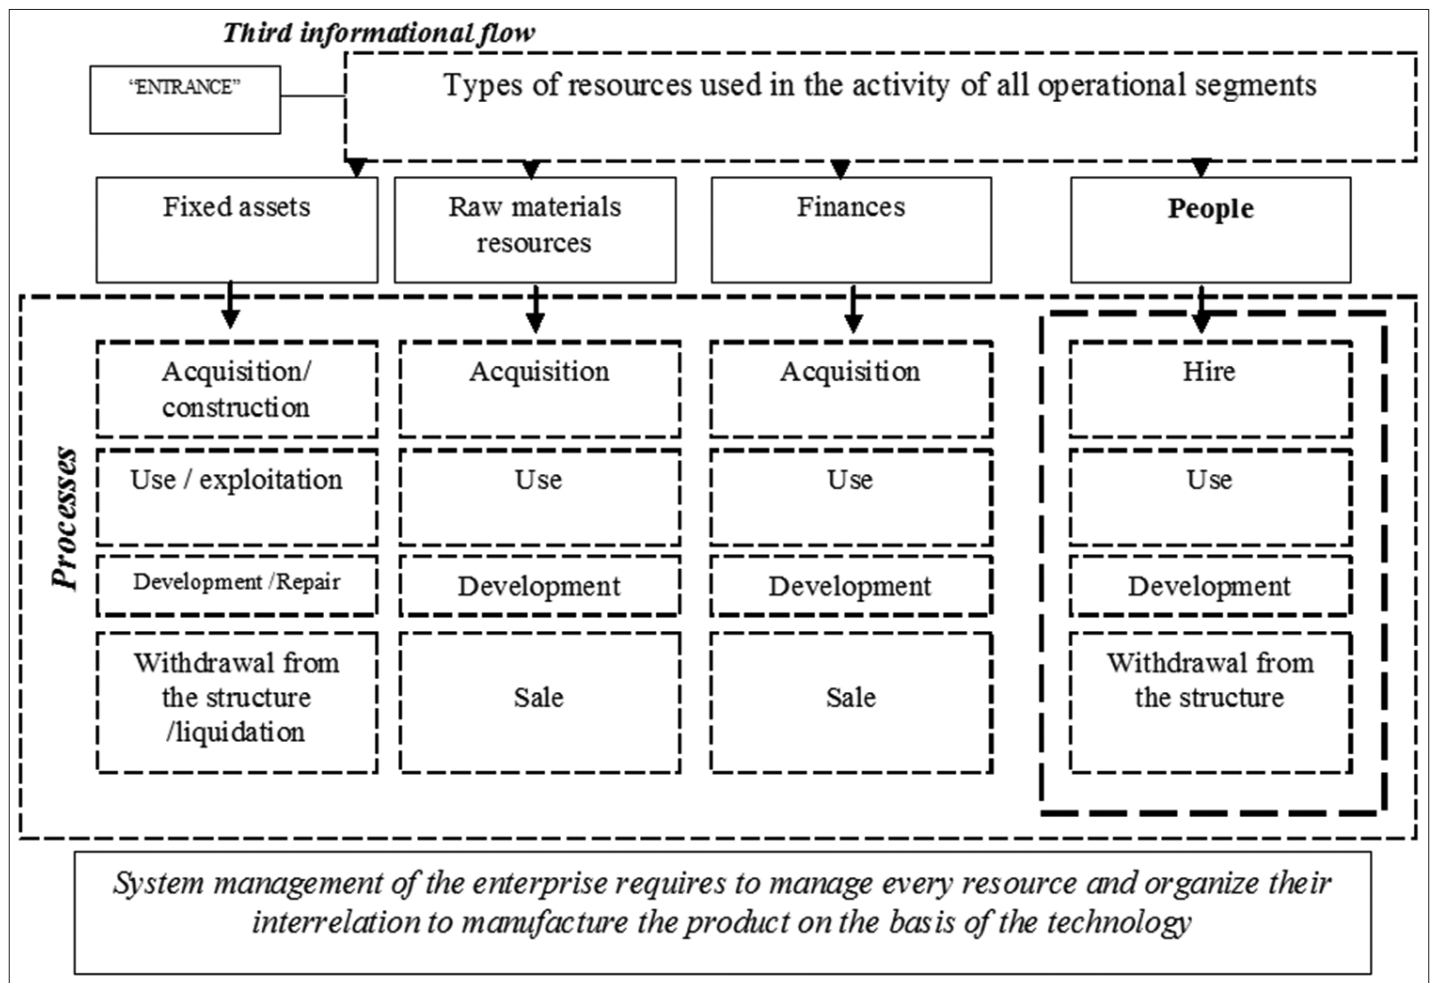 Third informational flow
“ENTRANCE”
Types of resources used in the activity of all operational segments
Fixed assets
Raw materials
resources
Finances
People
Processes
Acquisition/
construction
Acquisition
Acquisition
Hire
Use / exploitation
Use
Use
Use
Development /Repair
Development
Development
Development
Withdrawal from
the structure
/liquidation
Sale
Sale
Withdrawal from
the structure
System management of the enterprise requires to manage every resource and organize their
interrelation to manufacture the product on the basis of the technology